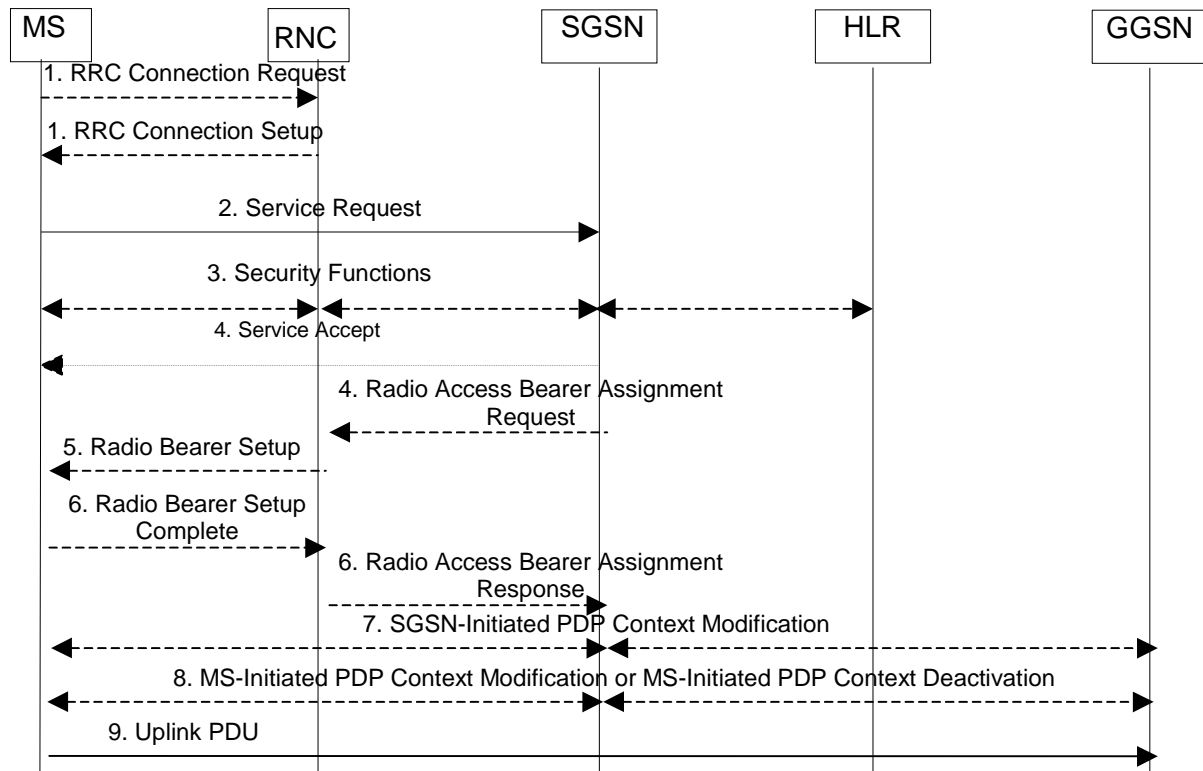 MS
RNC
SGSN
HLR
GGSN
1. RRC Connection Request
1. RRC Connection Setup
2. Service Request
3. Security Functions
4. Service Accept
4. Radio Access Bearer Assignment
Request
5. Radio Bearer Setup
6. Radio Bearer Setup
Complete
6. Radio Access Bearer Assignment
Response
7. SGSN-Initiated PDP Context Modification
8. MS-Initiated PDP Context Modification or MS-Initiated PDP Context Deactivation
9. Uplink PDU